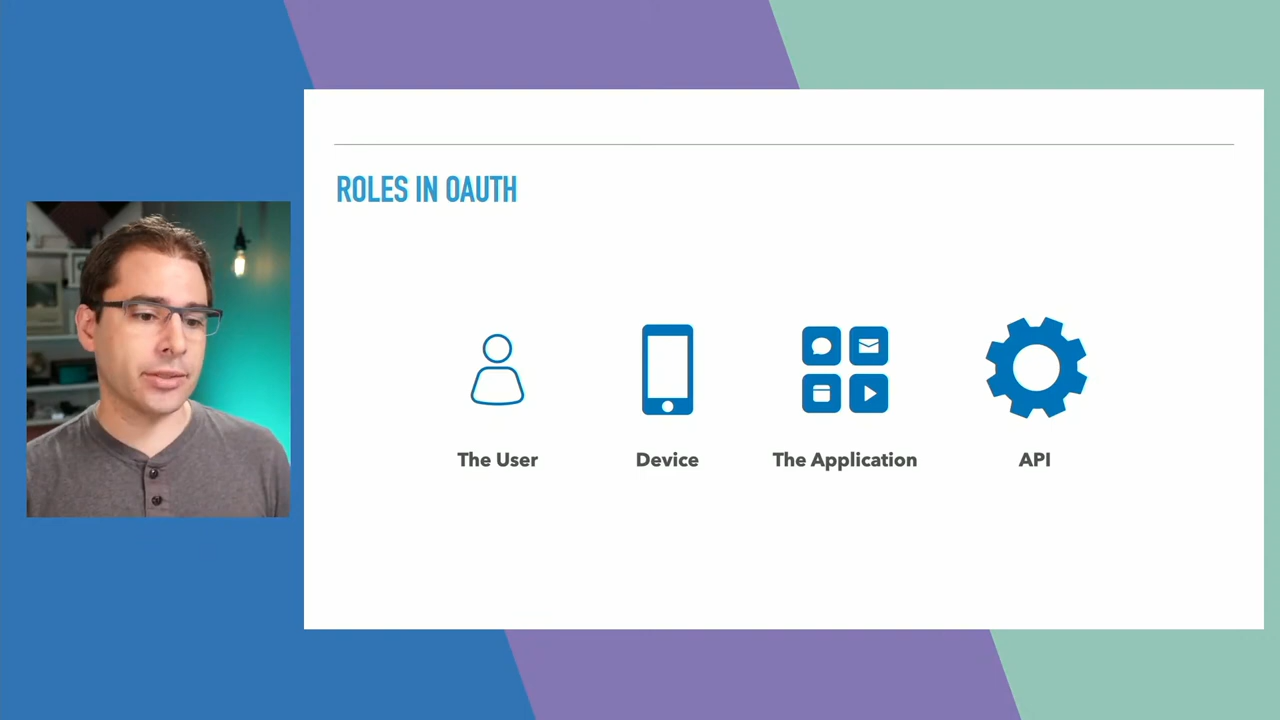 ROLES IN OAUTH
The User
Device
The Application
API